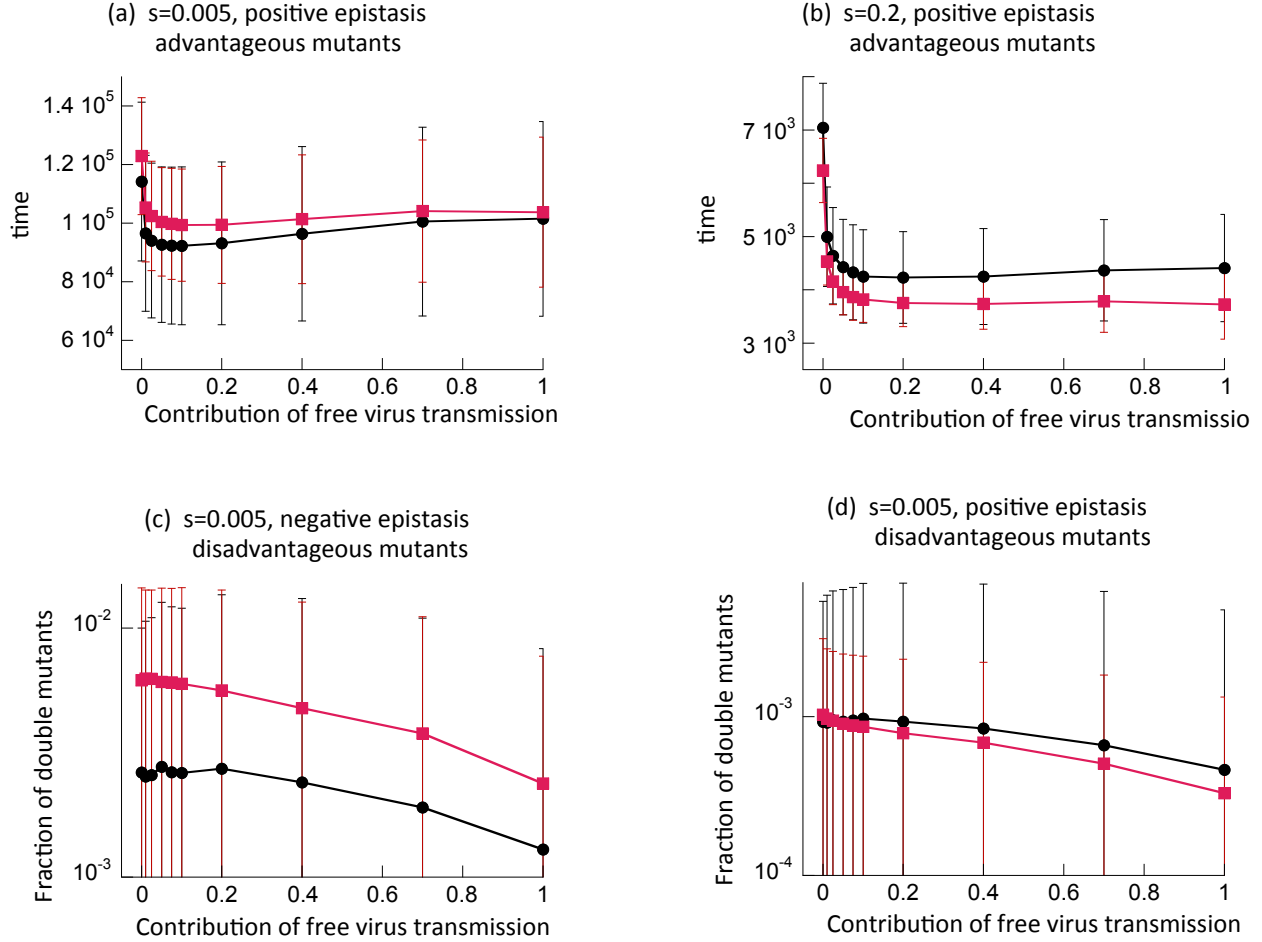 (a) s=0.005, positive epistasis
advantageous mutants
1.4 10^5
1.2 10^5
1 10^5
8 10^4
6 10^4
time
0 0.2 0.4 0.6 0.8 1
Contribution of free virus transmission
(b) s=0.2, positive epistasis
advantageous mutants
7 10^3
5 10^3
3 10^3
time
0 0.2 0.4 0.6 0.8 1
Contribution of free virus transmissio
(c) s=0.005, negative epistasis
disadvantageous mutants
10^-2
10^-3
Fraction of double mutants
0 0.2 0.4 0.6 0.8 1
Contribution of free virus transmission
(d) s=0.005, positive epistasis
disadvantageous mutants
10^-3
10^-4
Fraction of double mutants
0 0.2 0.4 0.6 0.8 1
Contribution of free virus transmission